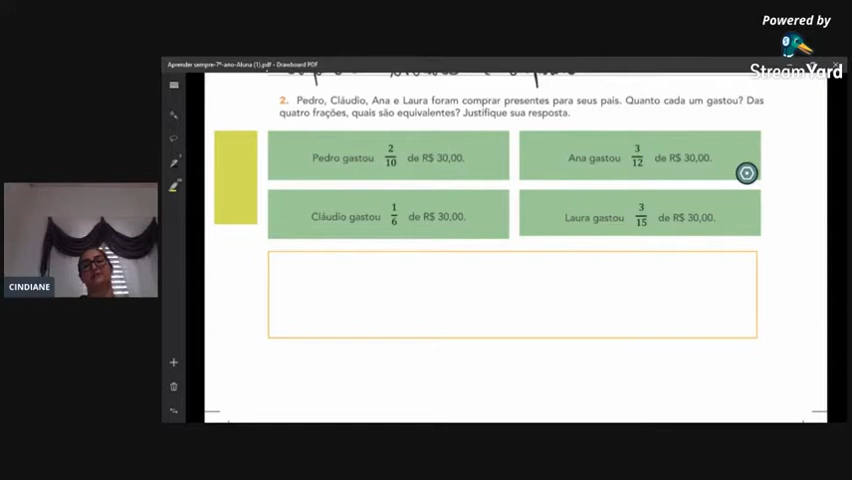 Powered by
StreamYard
Aprender sempre-7º-ano-Aluna (1).pdf - Drawboard PDF
2. Pedro, Cláudio, Ana e Laura foram comprar presentes para seus pais. Quanto cada um gastou? Das
quatro frações, quais são equivalentes? Justifique sua resposta.
Pedro gastou 2/10 de R$ 30,00.
Ana gastou 3/12 de R$ 30,00.
Cláudio gastou 1/6 de R$ 30,00.
Laura gastou 3/15 de R$ 30,00.
CINDIANE